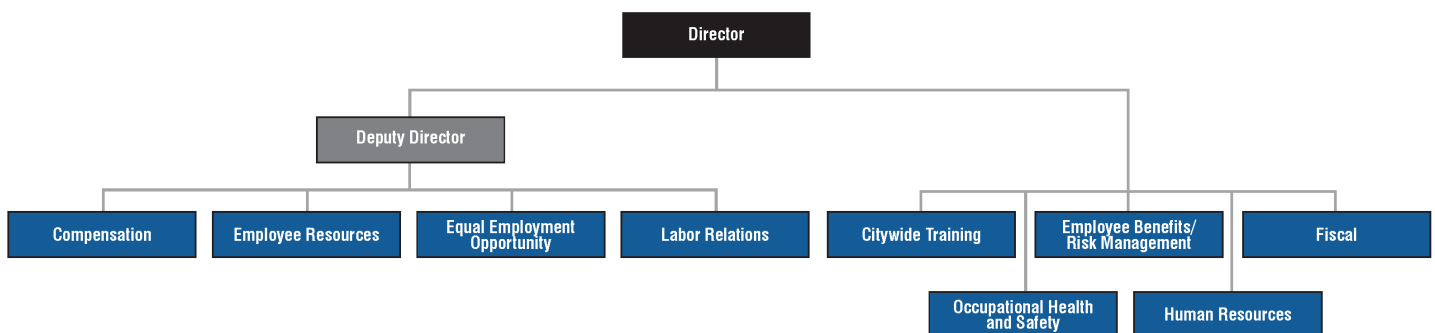 Director
Deputy Director
Compensation
Employee Resources
Equal Employment
Opportunity
Labor Relations
Citywide Training
Employee Benefits/
Risk Management
Fiscal
Occupational Health
and Safety
Human Resources